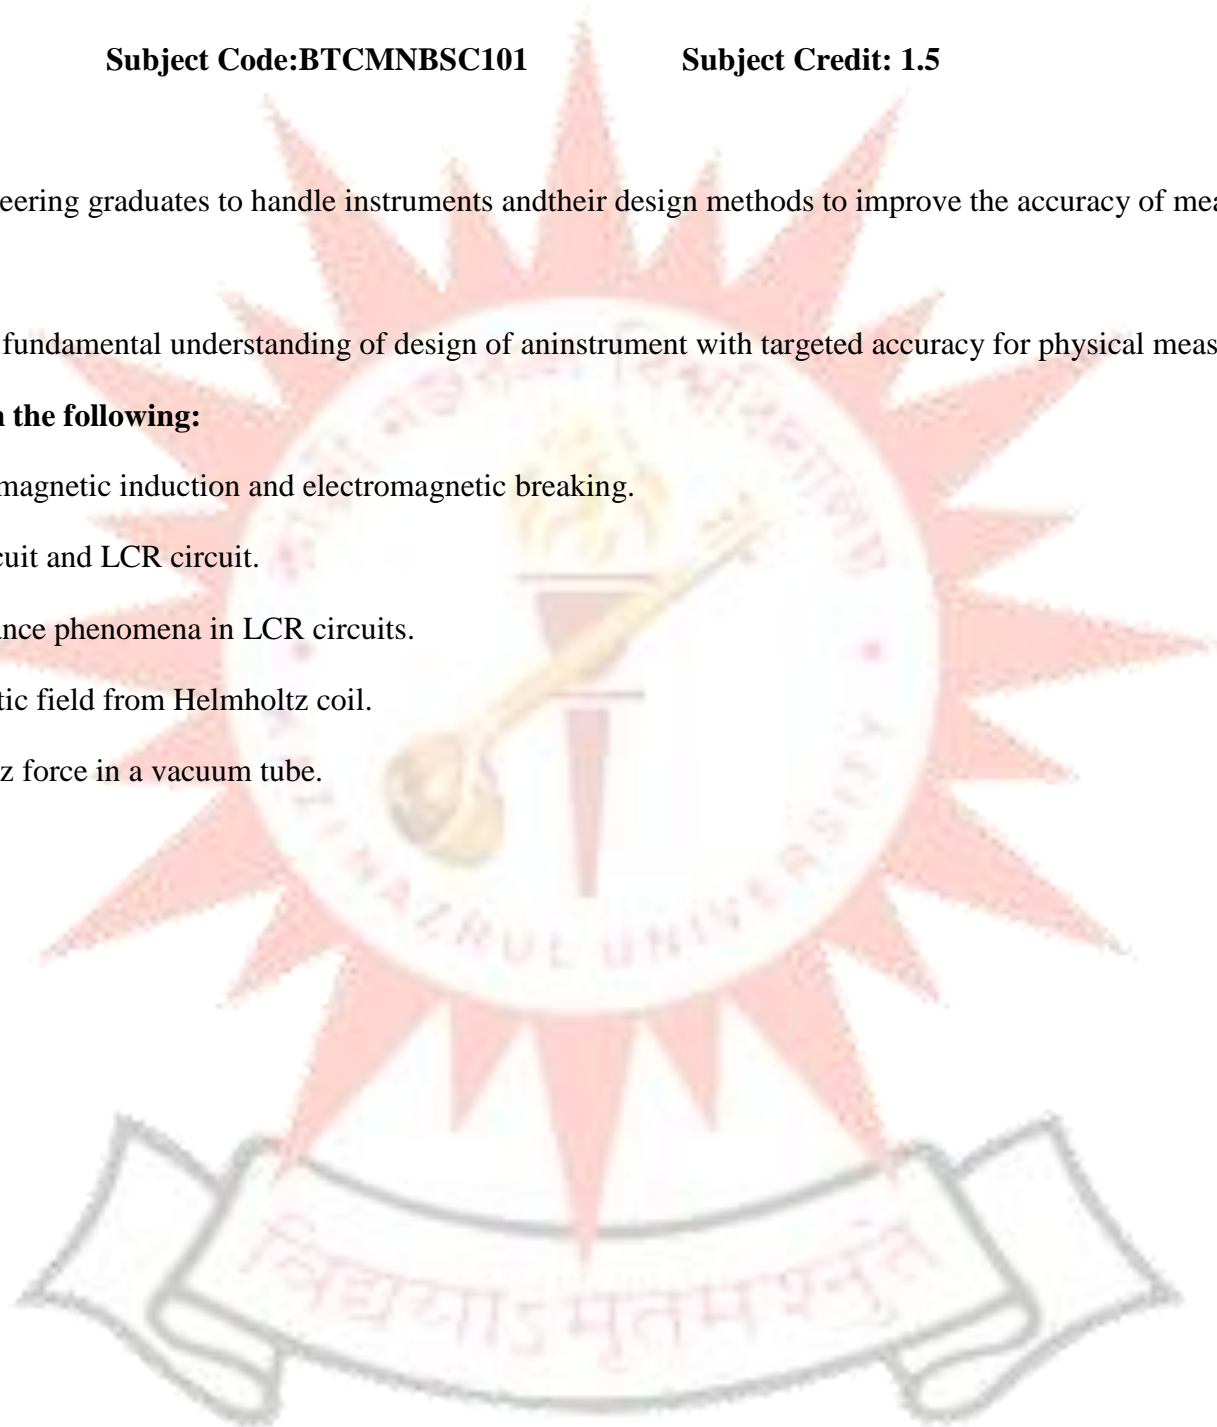 Subject Code:BTCMNBSC101 Subject Credit: 1.5
eering graduates to handle instruments andtheir design methods to improve the accuracy of mea
fundamental understanding of design of aninstrument with targeted accuracy for physical meas
n the following:
magnetic induction and electromagnetic breaking.
cuit and LCR circuit.
ance phenomena in LCR circuits.
tic field from Helmholtz coil.
z force in a vacuum tube.
KAZI NAZRUL UNIVERSITY